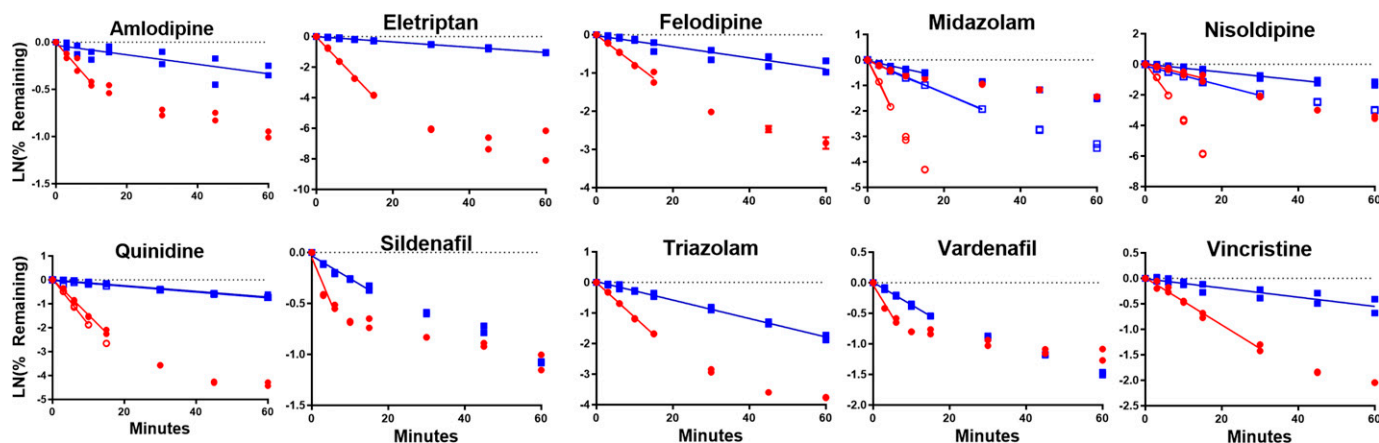 Amlodipine
Eletriptan
Felodipine
Midazolam
Nisoldipine
LN(% Remaining)
0.0
-0.5
-1.0
-1.5
0 20 40 60
0
-2
-4
-6
-8
-10
0 20 40 60
1
0
-1
-2
-3
-4
0 20 40 60
1
0
-1
-2
-3
-4
-5
0 20 40 60
2
0
-2
-4
-6
-8
0 20 40 60
Quinidine
Sildenafil
Triazolam
Vardenafil
Vincristine
LN(% Remaining)
1
0
-1
-2
-3
-4
-5
0 20 40 60
Minutes
0.0
-0.5
-1.0
-1.5
0 20 40 60
Minutes
1
0
-1
-2
-3
-4
0 20 40 60
Minutes
0.5
0.0
-0.5
-1.0
-1.5
-2.0
0 20 40 60
Minutes
0.5
0.0
-0.5
-1.0
-1.5
-2.0
-2.5
0 20 40 60
Minutes